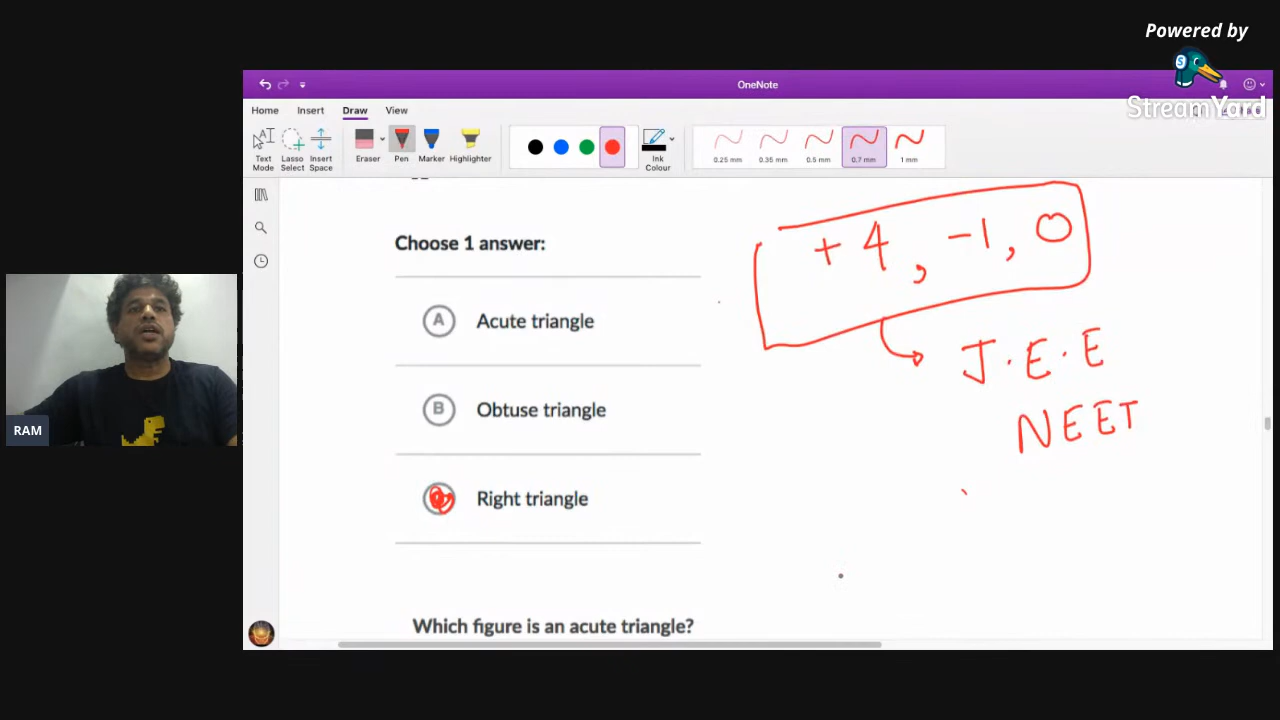 Powered by
StreamYard
OneNote
Home Insert Draw View
Text Mode
Lasso Select
Insert Space
Eraser
Pen
Marker
Highlighter
Ink Colour
0.25 mm
0.35 mm
0.5 mm
0.7 mm
1 mm
Choose 1 answer:
A Acute triangle
B Obtuse triangle
Right triangle
Which figure is an acute triangle?
+4, -1, 0
J.E.E
NEET
RAM